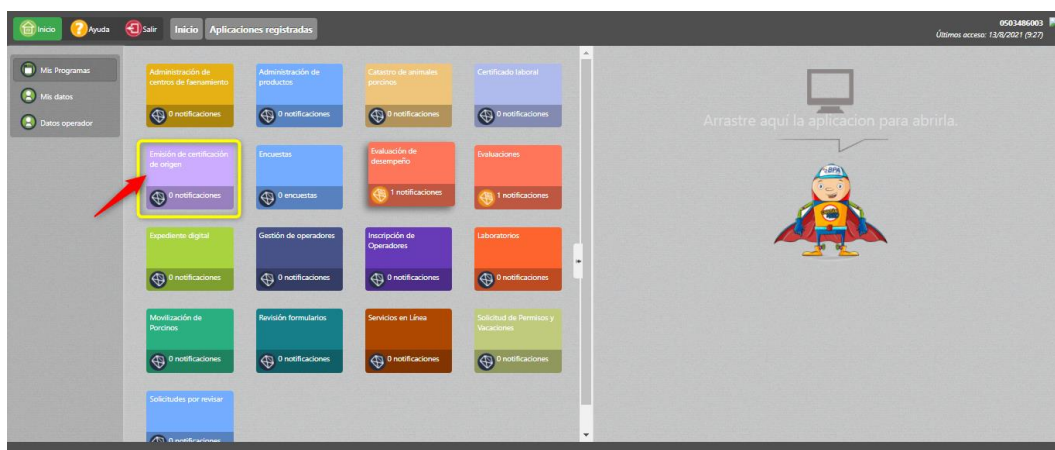 Inicio
Ayuda
Salir
Inicio
Aplicaciones registradas
0503486003
Último acceso: 13/8/2021 (9:27)
Mis Programas
Mis datos
Datos operador
Administración de
centros de faenamiento
0 notificaciones
Administración de
productos
0 notificaciones
Catastro de animales
porcinos
0 notificaciones
Certificado laboral
0 notificaciones
Emisión de certificación
de origen
0 notificaciones
Encuestas
0 encuestas
Evaluación de
desempeño
1 notificaciones
Evaluaciones
1 notificaciones
Expediente digital
0 notificaciones
Gestión de operadores
0 notificaciones
Inscripción de
Operadores
0 notificaciones
Laboratorios
0 notificaciones
Movilización de
Porcinos
0 notificaciones
Revisión formularios
0 notificaciones
Servicios en Línea
0 notificaciones
Solicitud de Permisos y
Vacaciones
0 notificaciones
Solicitudes por revisar
0 notificaciones
Arrastre aquí la aplicacion para abrirla.
BPA